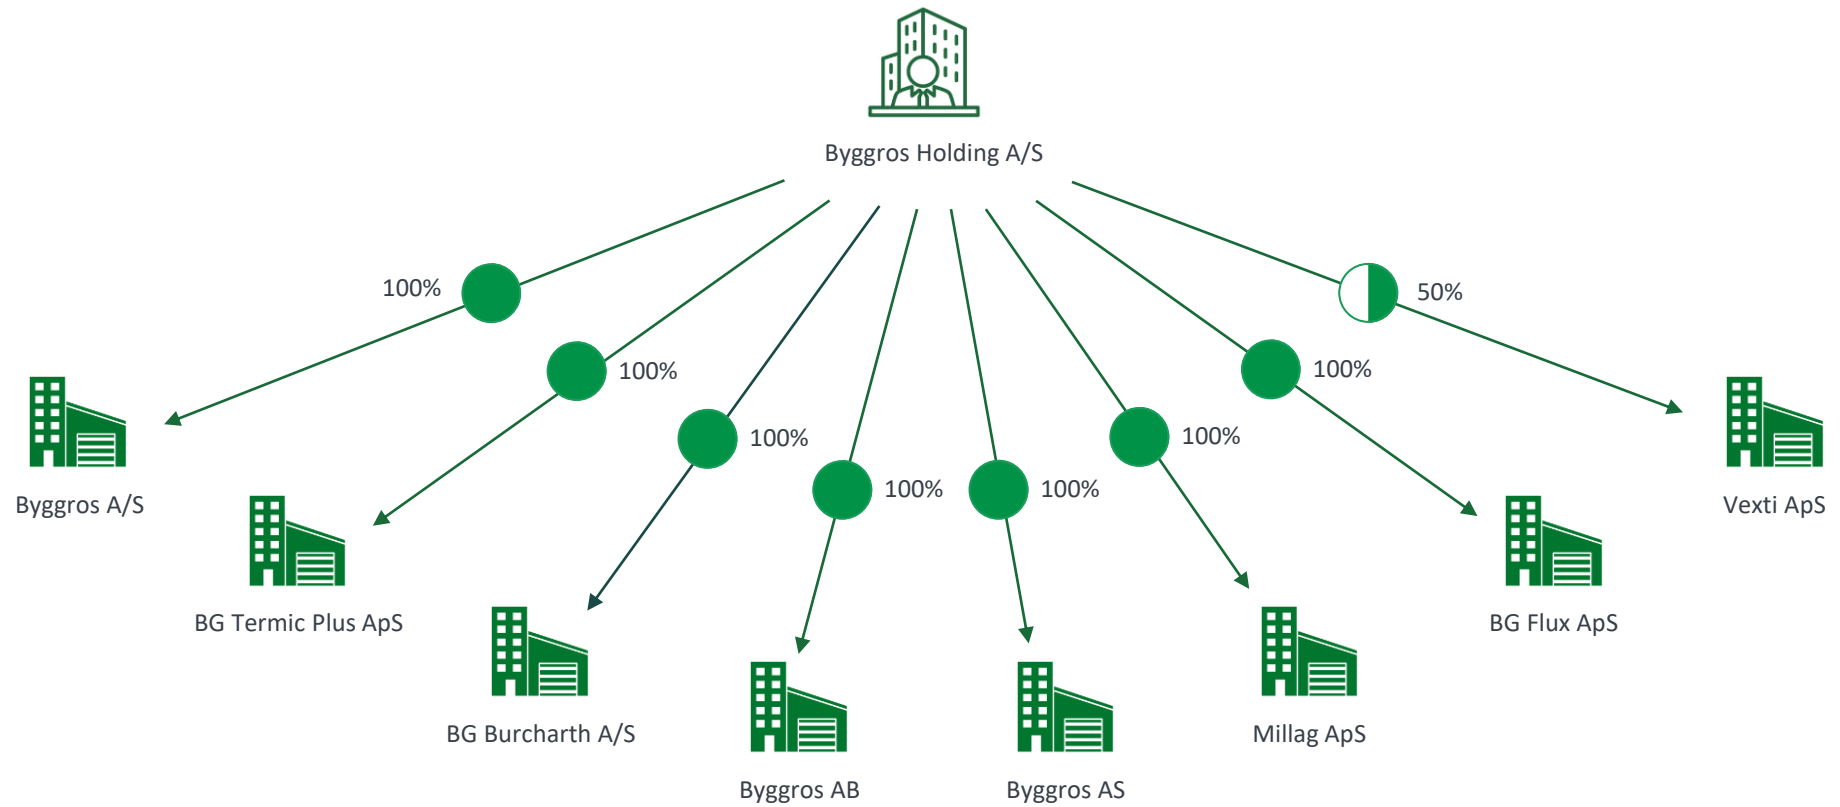 Byggros Holding A/S
100%
50%
100%
100%
100%
100%
100%
100%
Byggros A/S
Vexti ApS
BG Termic Plus ApS
BG Flux ApS
BG Burcharth A/S
Millag ApS
Byggros AB
Byggros AS